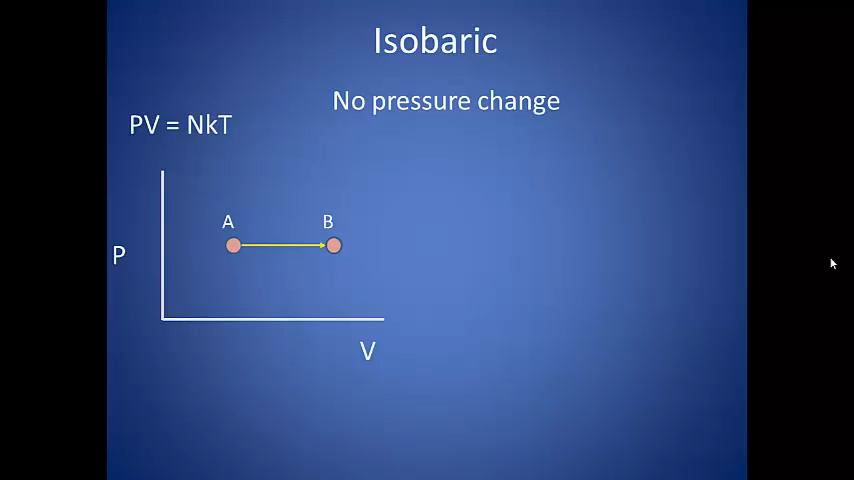 Isobaric
No pressure change
PV = NkT
A
B
P
V